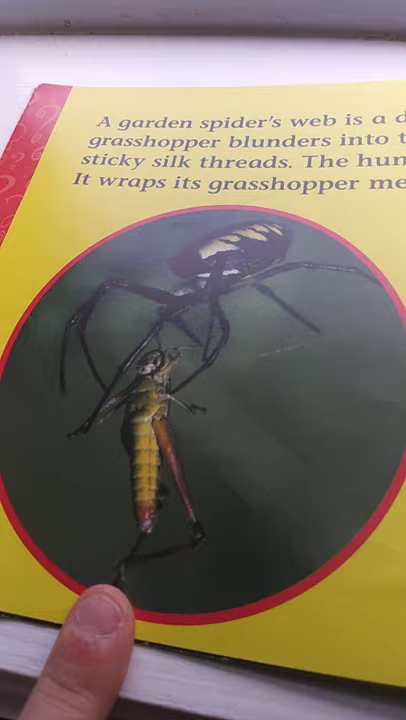 A garden spider's web is a
grasshopper blunders into
sticky silk threads. The
It wraps its grasshopper